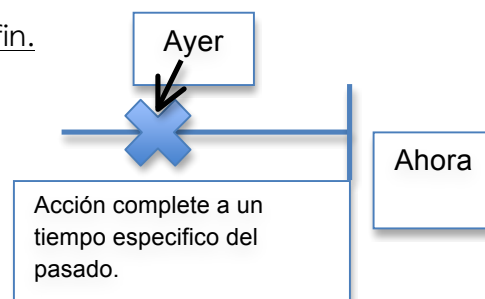 fin.
Ayer
Ahora
Acción complete a un
tiempo especifico del
pasado.